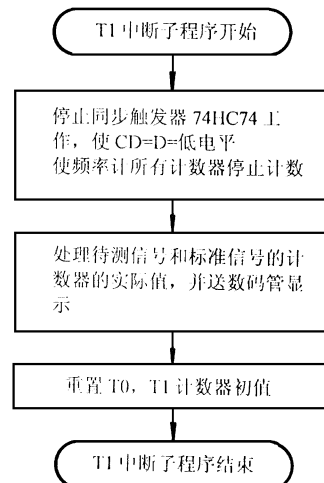 T1中断子程序开始
停止同步触发器 74HC74 工
作，使 CD=D=低电平
使频率计所有计数器停止计数
处理待测信号和标准信号的计
数器的实际值，并送数码管显
示
重置 T0，T1 计数器初值
T1 中断子程序结束